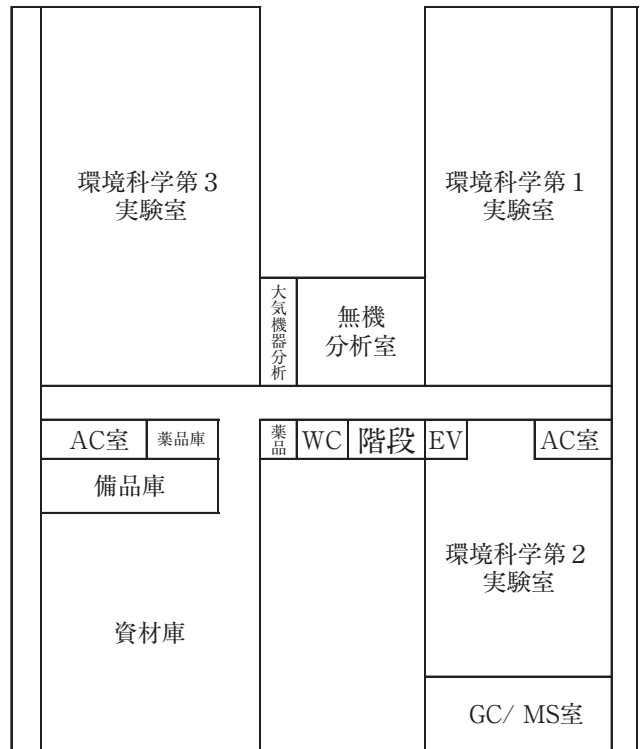 環境科学第３
実験室
環境科学第１
実験室
大気機器分析
無機
分析室
AC室
薬品庫
薬品
WC
階段
EV
AC室
備品庫
環境科学第２
実験室
資材庫
GC/ MS室